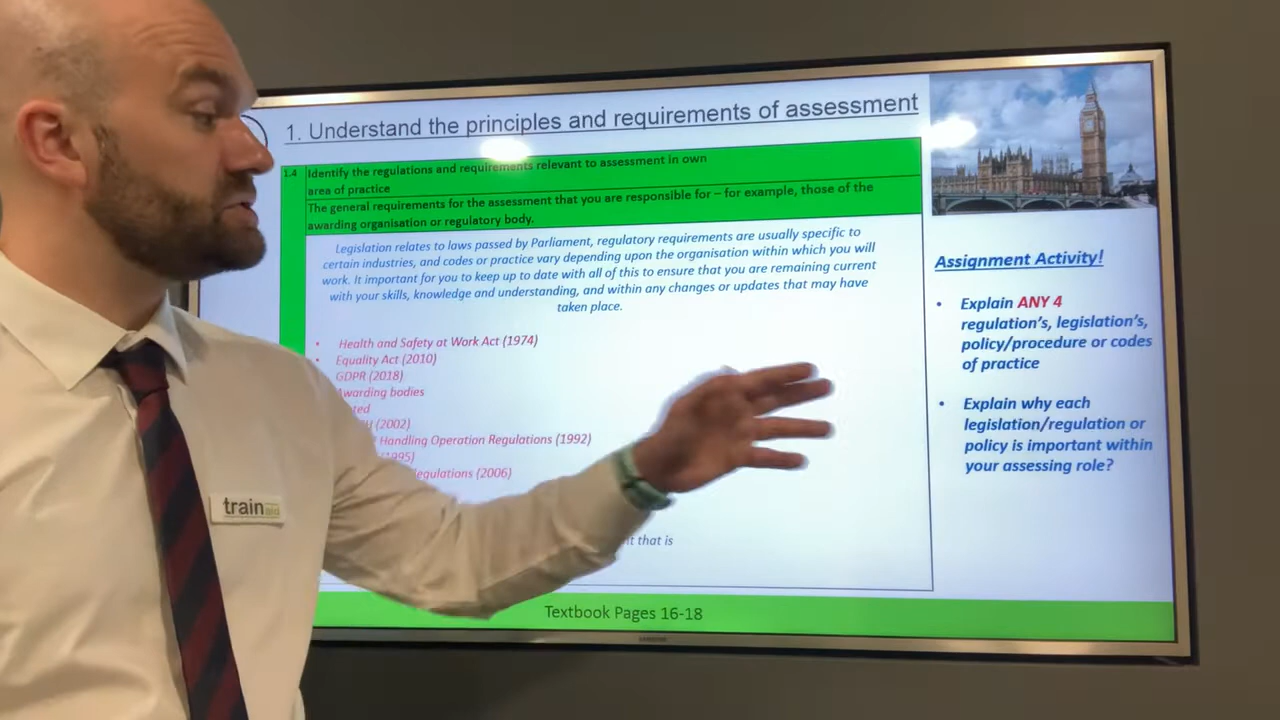 1. Understand the principles and requirements of assessment
1.4 Identify the regulations and requirements relevant to assessment in own
area of practice
The general requirements for the assessment that you are responsible for – for example, those of the
awarding organisation or regulatory body.
Legislation relates to laws passed by Parliament, regulatory requirements are usually specific to
certain industries, and codes or practice vary depending upon the organisation within which you will
work. It important for you to keep up to date with all of this to ensure that you are remaining current
with your skills, knowledge and understanding, and within any changes or updates that may have
taken place.
• Health and Safety at Work Act (1974)
• Equality Act (2010)
GDPR (2018)
Awarding bodies
(2002)
Handling Operation Regulations (1992)
1995)
egulations (2006)
t that is
Textbook Pages 16-18
Assignment Activity!
• Explain ANY 4
regulation's, legislation's,
policy/procedure or codes
of practice
• Explain why each
legislation/regulation or
policy is important within
your assessing role?
train aid
SAMSUNG